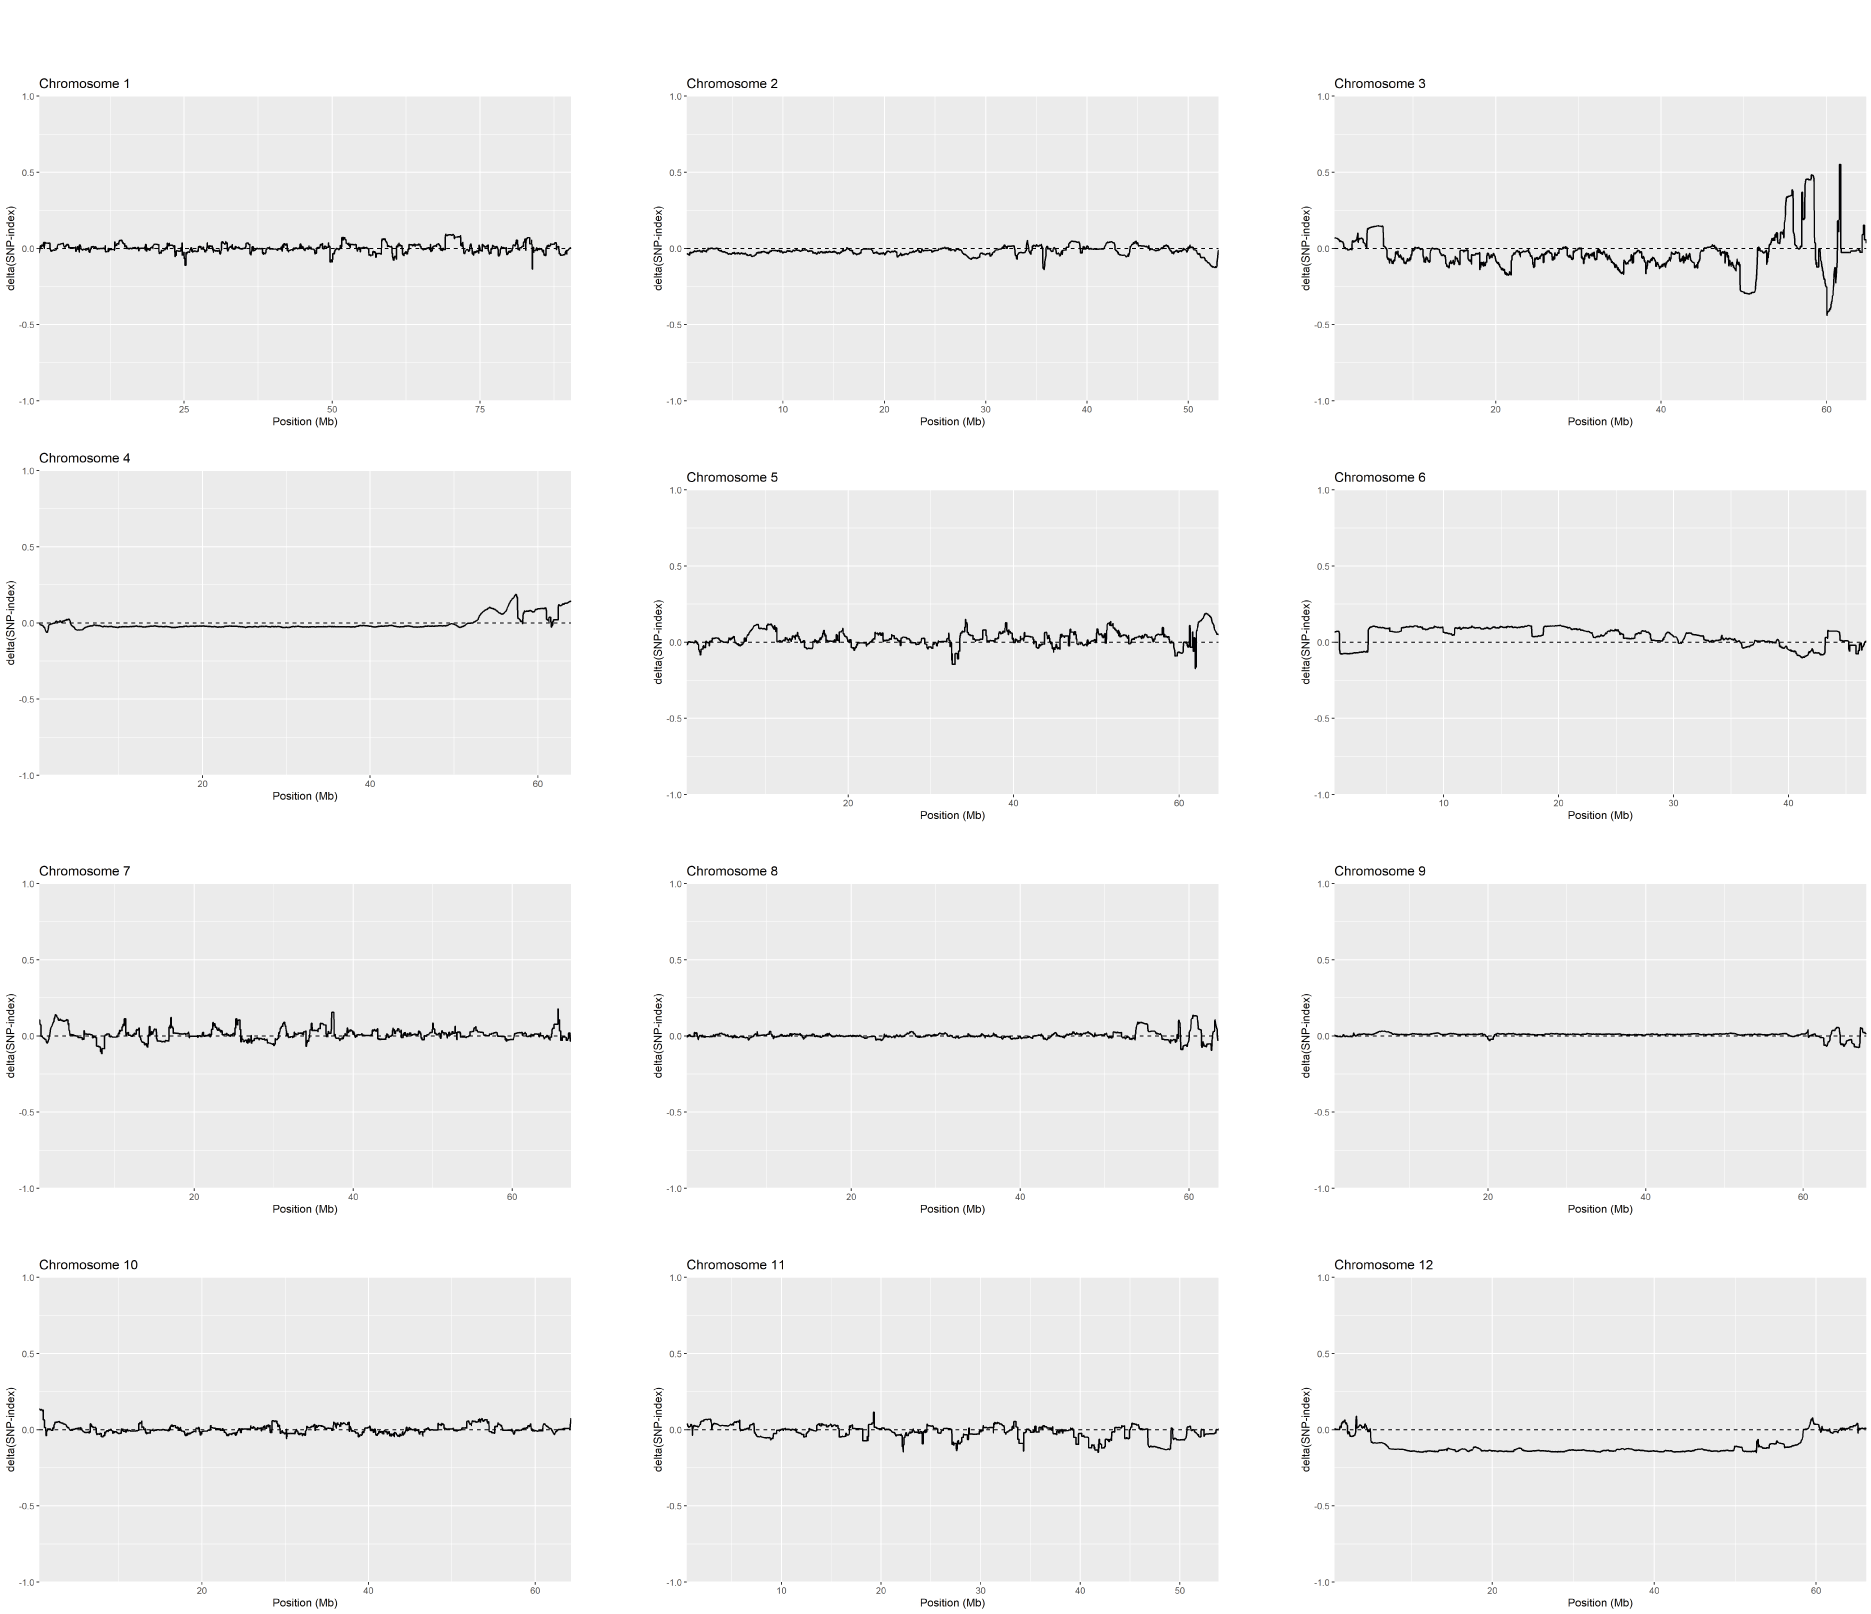 Chromosome 1
1.0
0.5
0.0
-0.5
-1.0
delta(SNP-index)
25 50 75
Position (Mb)
Chromosome 2
1.0
0.5
0.0
-0.5
-1.0
delta(SNP-index)
10 20 30 40 50
Position (Mb)
Chromosome 3
1.0
0.5
0.0
-0.5
-1.0
delta(SNP-index)
20 40 60
Position (Mb)
Chromosome 4
1.0
0.5
0.0
-0.5
-1.0
delta(SNP-index)
20 40 60
Position (Mb)
Chromosome 5
1.0
0.5
0.0
-0.5
-1.0
delta(SNP-index)
20 40 60
Position (Mb)
Chromosome 6
1.0
0.5
0.0
-0.5
-1.0
delta(SNP-index)
10 20 30 40
Position (Mb)
Chromosome 7
1.0
0.5
0.0
-0.5
-1.0
delta(SNP-index)
20 40 60
Position (Mb)
Chromosome 8
1.0
0.5
0.0
-0.5
-1.0
delta(SNP-index)
20 40 60
Position (Mb)
Chromosome 9
1.0
0.5
0.0
-0.5
-1.0
delta(SNP-index)
20 40 60
Position (Mb)
Chromosome 10
1.0
0.5
0.0
-0.5
-1.0
delta(SNP-index)
20 40 60
Position (Mb)
Chromosome 11
1.0
0.5
0.0
-0.5
-1.0
delta(SNP-index)
10 20 30 40 50
Position (Mb)
Chromosome 12
1.0
0.5
0.0
-0.5
-1.0
delta(SNP-index)
20 40 60
Position (Mb)